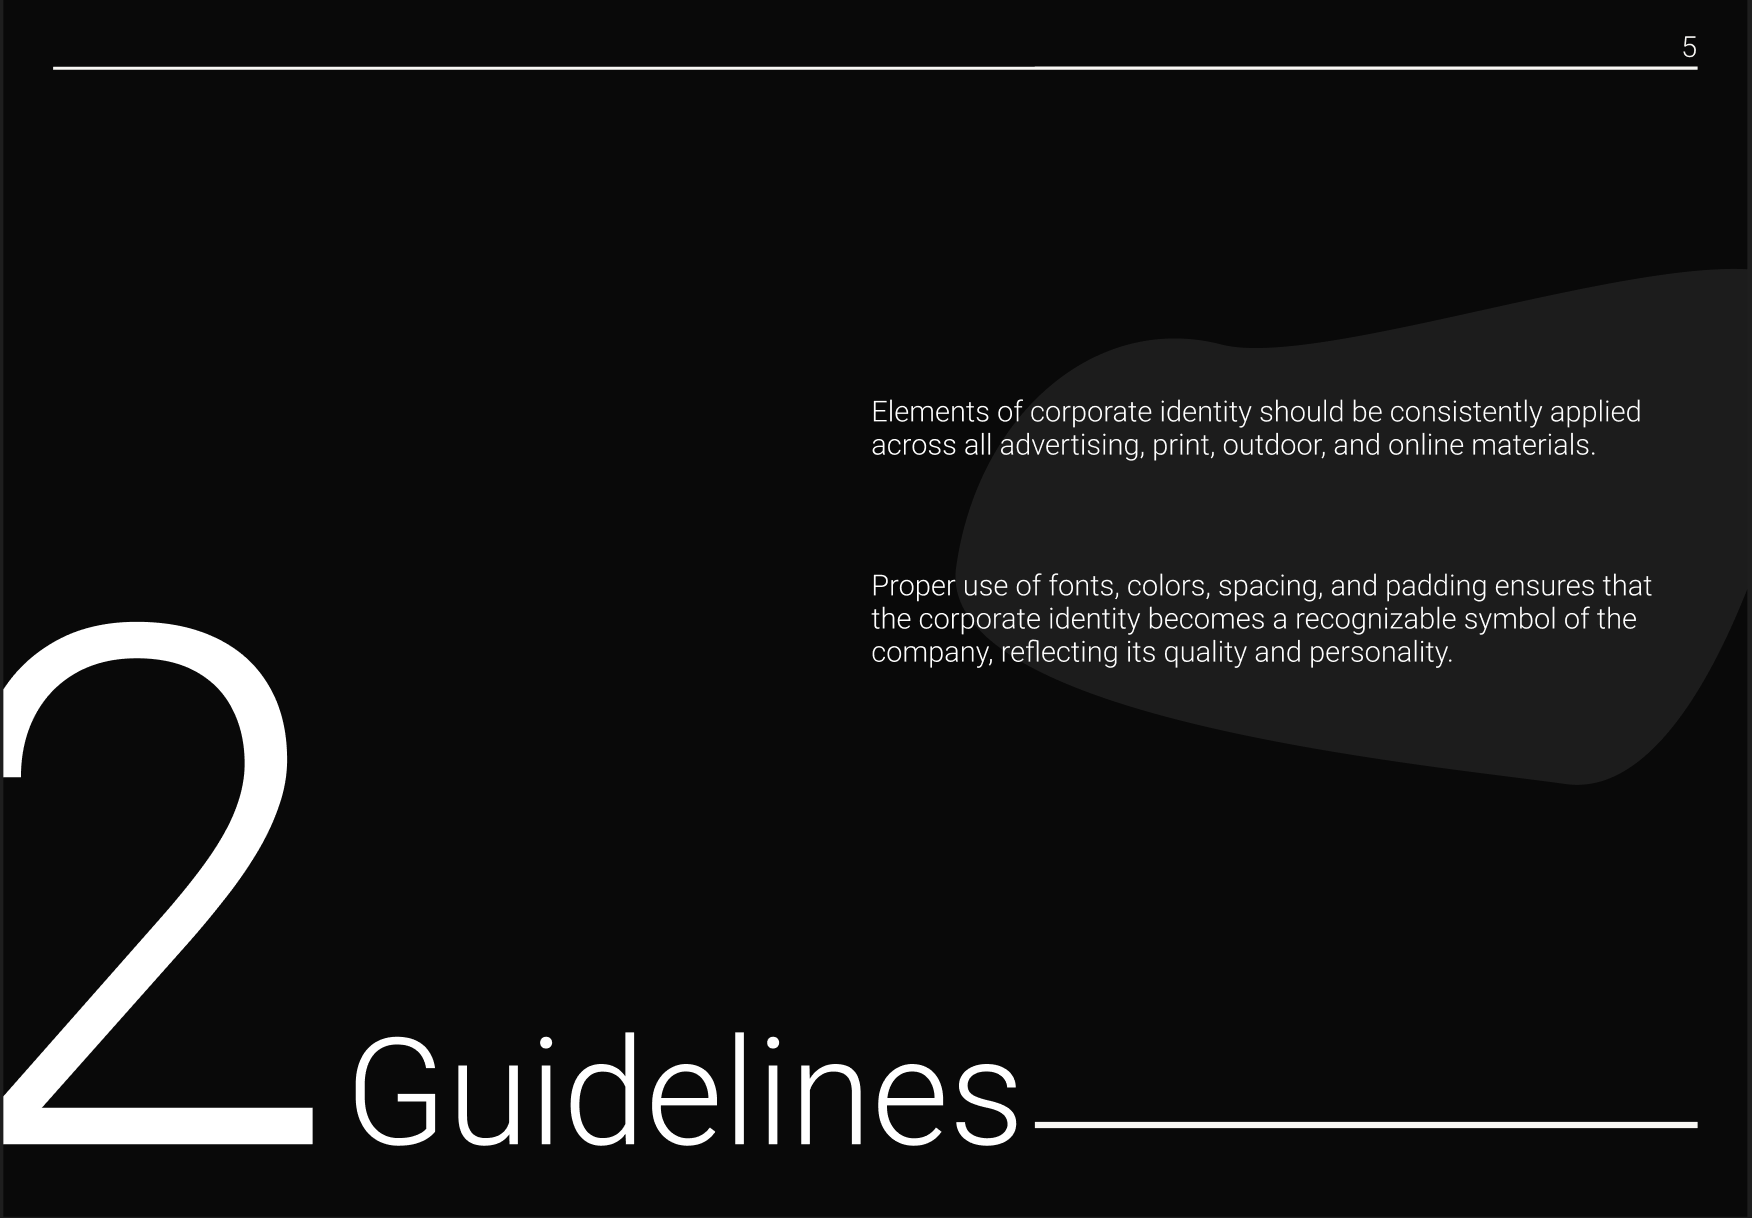 5
Elements of corporate identity should be consistently applied
across all advertising, print, outdoor, and online materials.
Proper use of fonts, colors, spacing, and padding ensures that
the corporate identity becomes a recognizable symbol of the
company, reflecting its quality and personality.
2 Guidelines